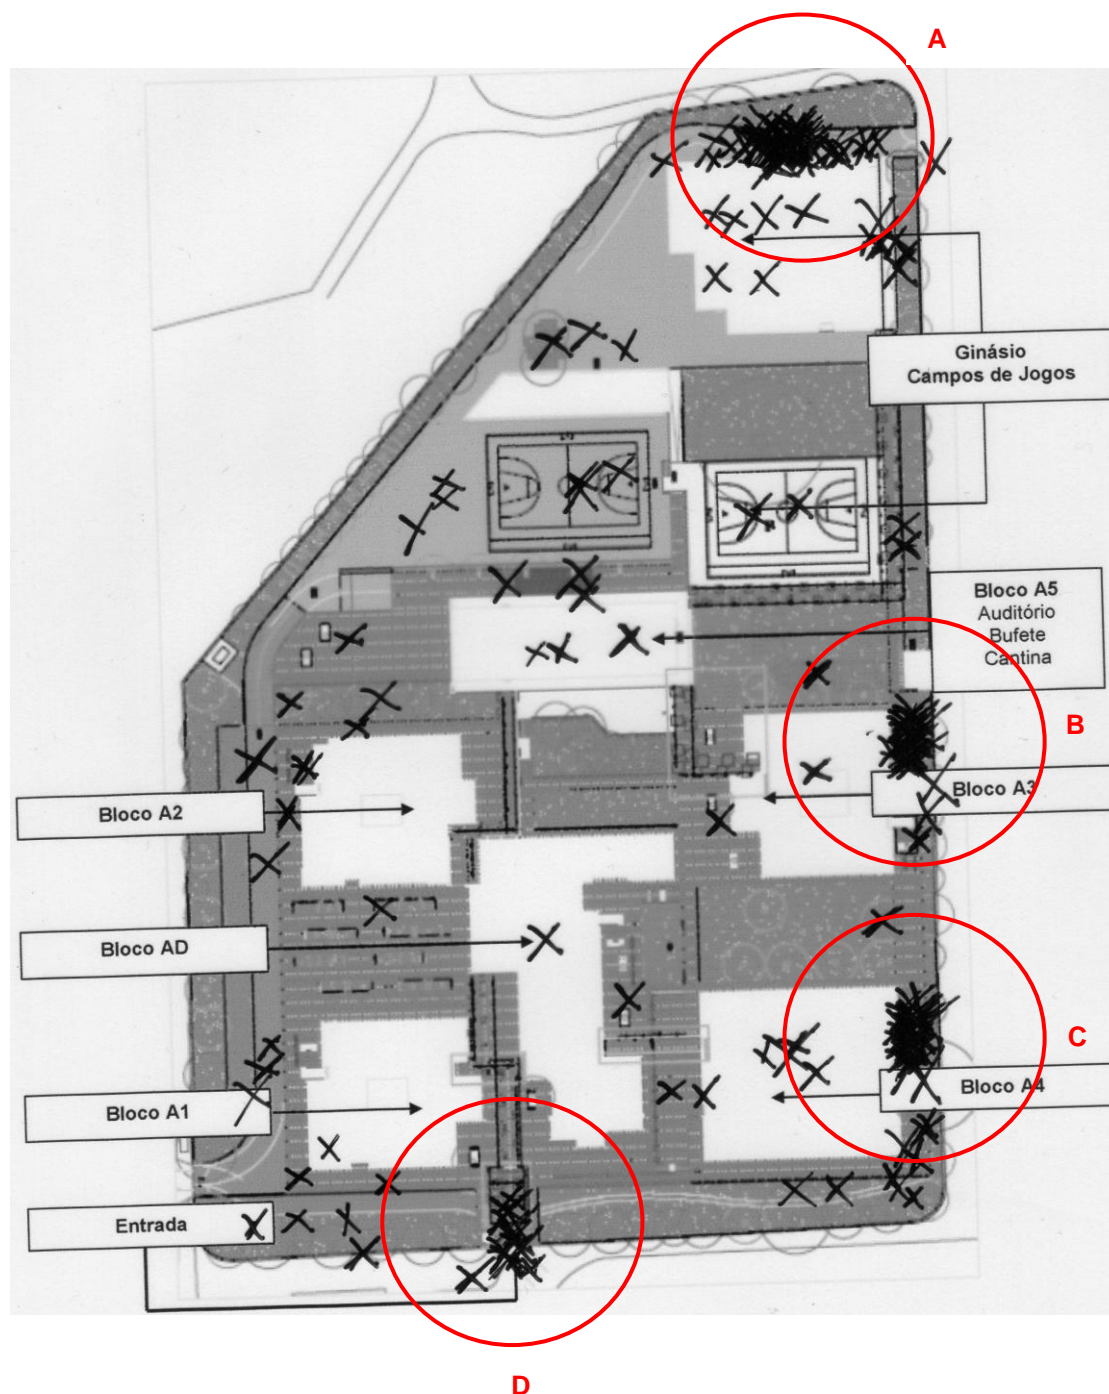 A
Ginásio
Campos de Jogos
Bloco A5
Auditório
Bufete
Cantina
B
Bloco A3
Bloco A2
Bloco AD
C
Bloco A4
Bloco A1
Entrada
D